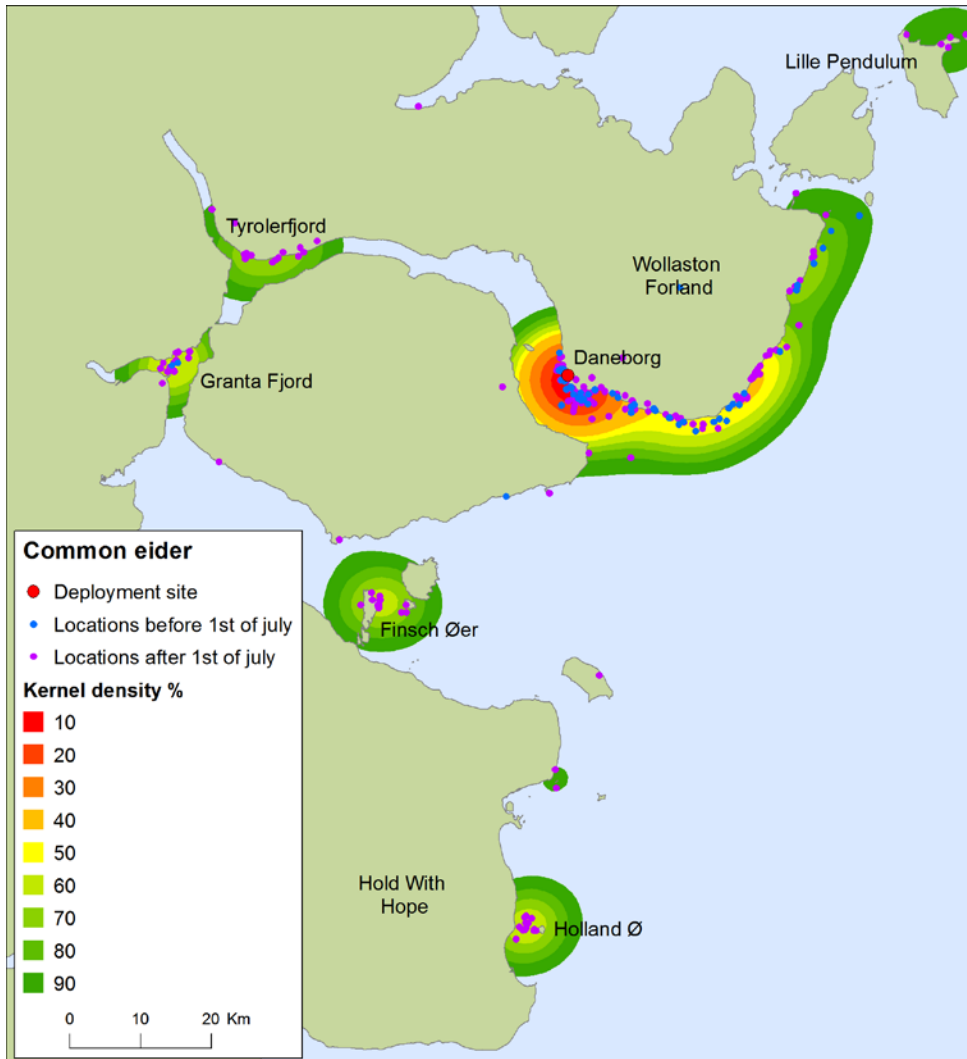 Lille Pendulum
Tyrolerfjord
Wollaston
Forland
Daneborg
Granta Fjord
Finsch Øer
Hold With
Hope
Holland Ø
Common eider
Deployment site
Locations before 1st of july
Locations after 1st of july
Kernel density %
10
20
30
40
50
60
70
80
90
0 10 20 Km